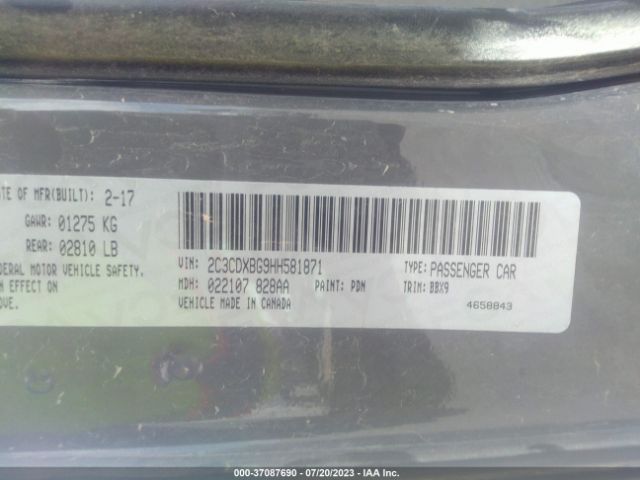 ATE OF MFR(BUILT): 2-17
GAWR: 01275 KG
REAR: 02810 LB
DERAL MOTOR VEHICLE SAFETY.
N EFFECT ON
OVE.
VIN: 2C3CDXBG9HH581871
TYPE: PASSENGER CAR
MDH: 022107 828AA
PAINT: PDN
TRIM: BBX9
VEHICLE MADE IN CANADA
4658843
000-37087690 - 07/20/2023 - IAA Inc.